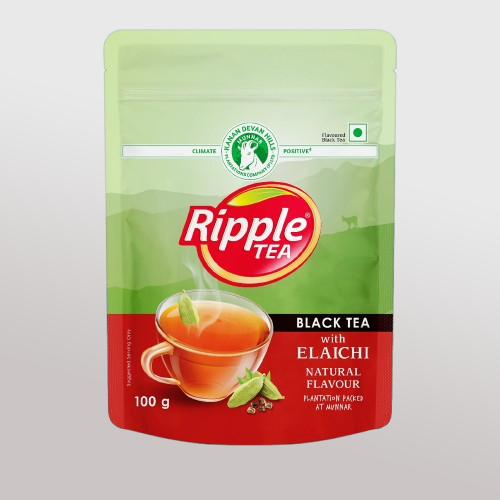 KANAN DEVAN HILLS
MUNNAR
PLANTATIONS COMPANY (P) LTD
CLIMATE POSITIVE+
Flavoured
Black Tea
Ripple®
TEA
BLACK TEA
with
ELAICHI
NATURAL
FLAVOUR
PLANTATION PACKED
AT MUNNAR
Suggested Serving Only
100 g